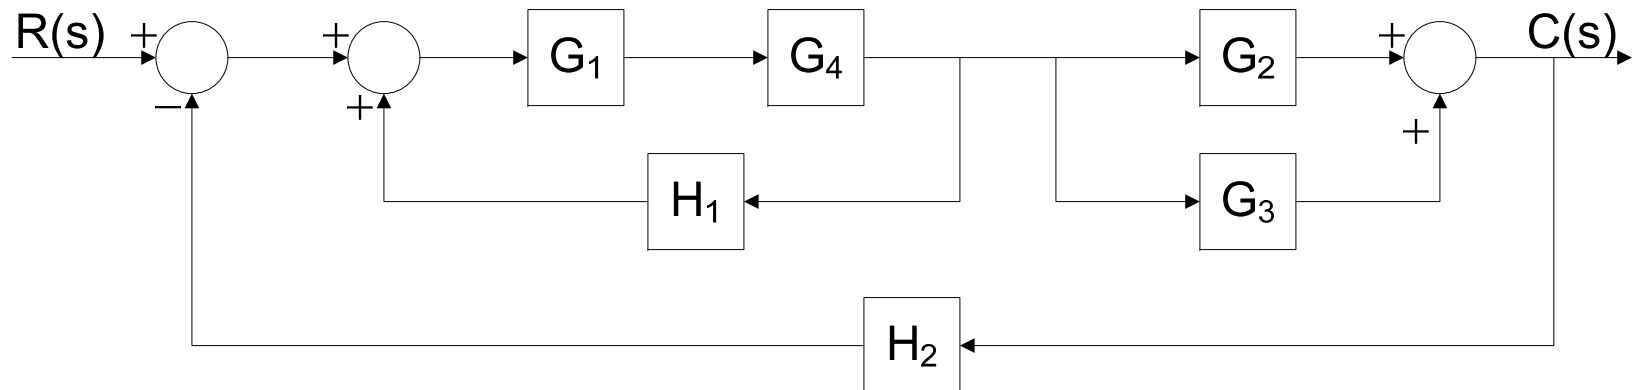 R(s) + + G₁ G₄ G₂ + C(s)
− + +
H₁ G₃
H₂